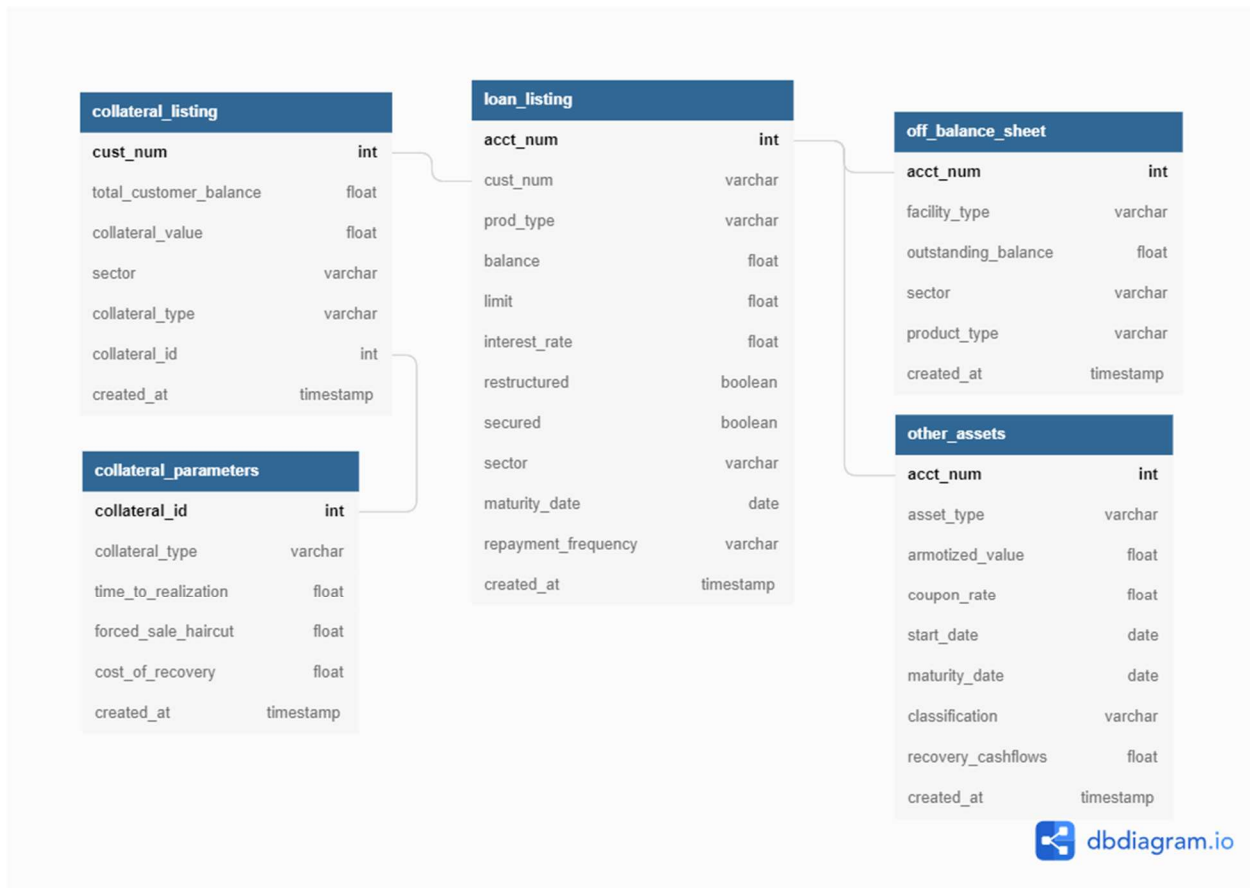 collateral_listing
cust_num int
total_customer_balance float
collateral_value float
sector varchar
collateral_type varchar
collateral_id int
created_at timestamp
collateral_parameters
collateral_id int
collateral_type varchar
time_to_realization float
forced_sale_haircut float
cost_of_recovery float
created_at timestamp
loan_listing
acct_num int
cust_num varchar
prod_type varchar
balance float
limit float
interest_rate float
restructured boolean
secured boolean
sector varchar
maturity_date date
repayment_frequency varchar
created_at timestamp
off_balance_sheet
acct_num int
facility_type varchar
outstanding_balance float
sector varchar
product_type varchar
created_at timestamp
other_assets
acct_num int
asset_type varchar
armotized_value float
coupon_rate float
start_date date
maturity_date date
classification varchar
recovery_cashflows float
created_at timestamp
dbdiagram.io